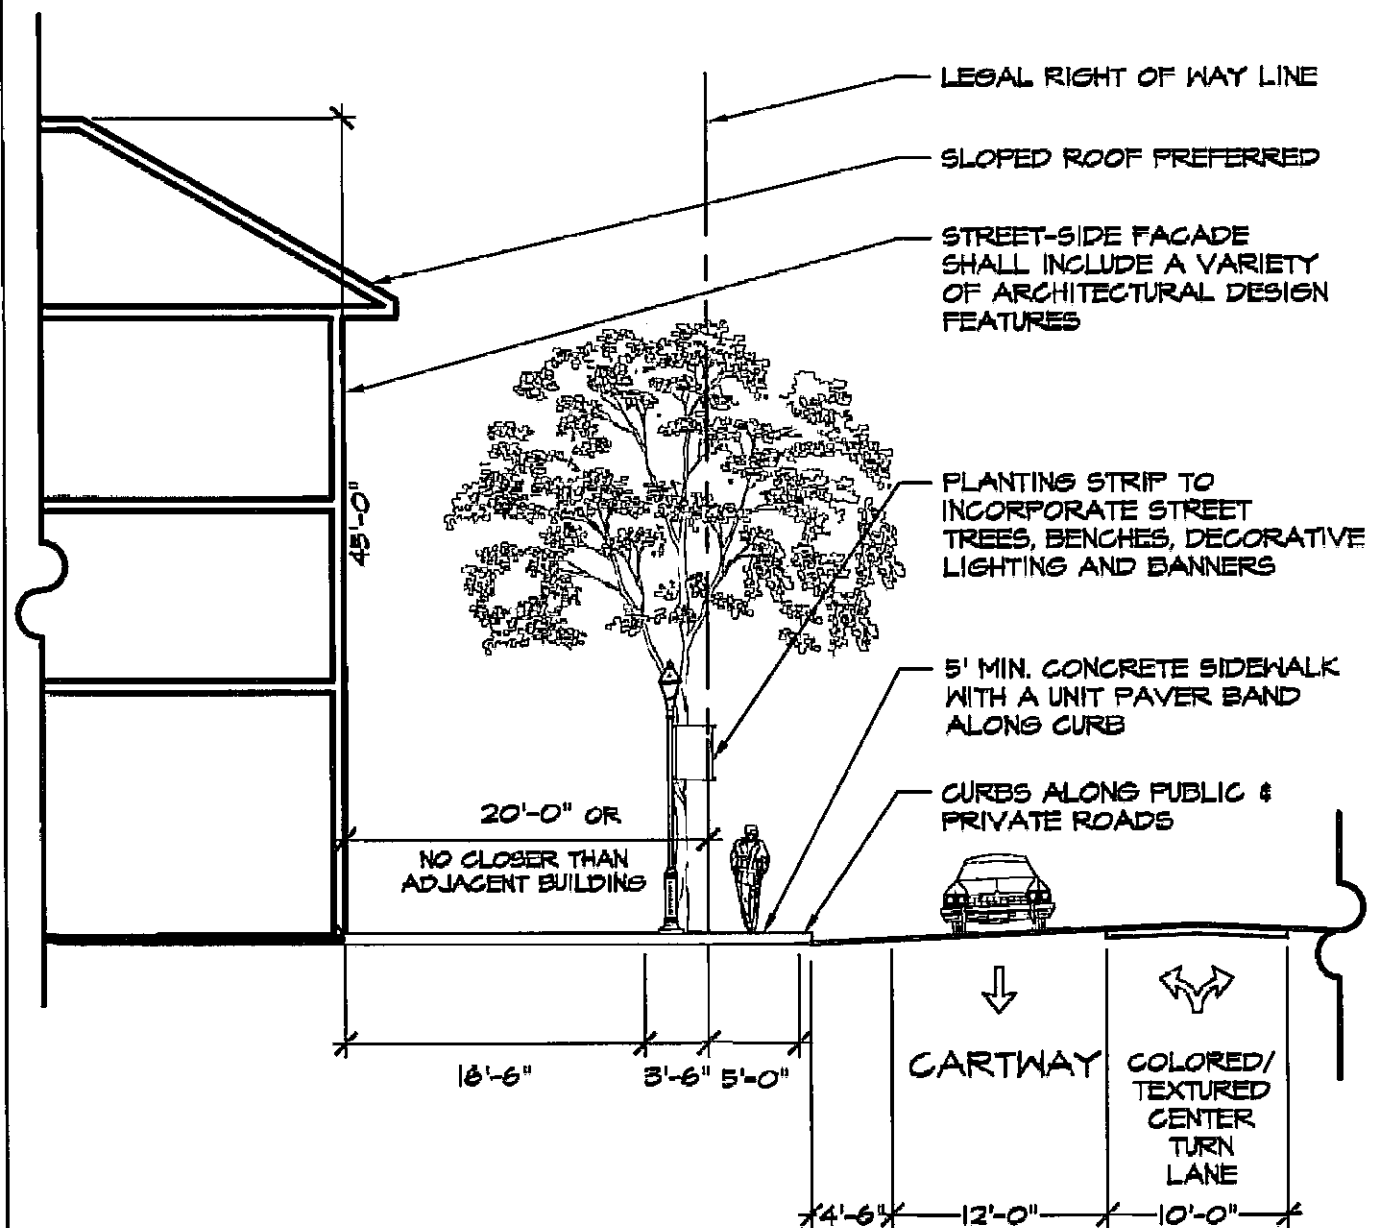 LEGAL RIGHT OF WAY LINE
SLOPED ROOF PREFERRED
STREET-SIDE FACADE
SHALL INCLUDE A VARIETY
OF ARCHITECTURAL DESIGN
FEATURES
45'-0"
PLANTING STRIP TO
INCORPORATE STREET
TREES, BENCHES, DECORATIVE
LIGHTING AND BANNERS
5' MIN. CONCRETE SIDEWALK
WITH A UNIT PAVER BAND
ALONG CURB
CURBS ALONG PUBLIC &
PRIVATE ROADS
20'-0" OR
NO CLOSER THAN
ADJACENT BUILDING
16'-6"
3'-6"
5'-0"
CARTWAY
COLORED/
TEXTURED
CENTER
TURN
LANE
4'-6"
12'-0"
10'-0"